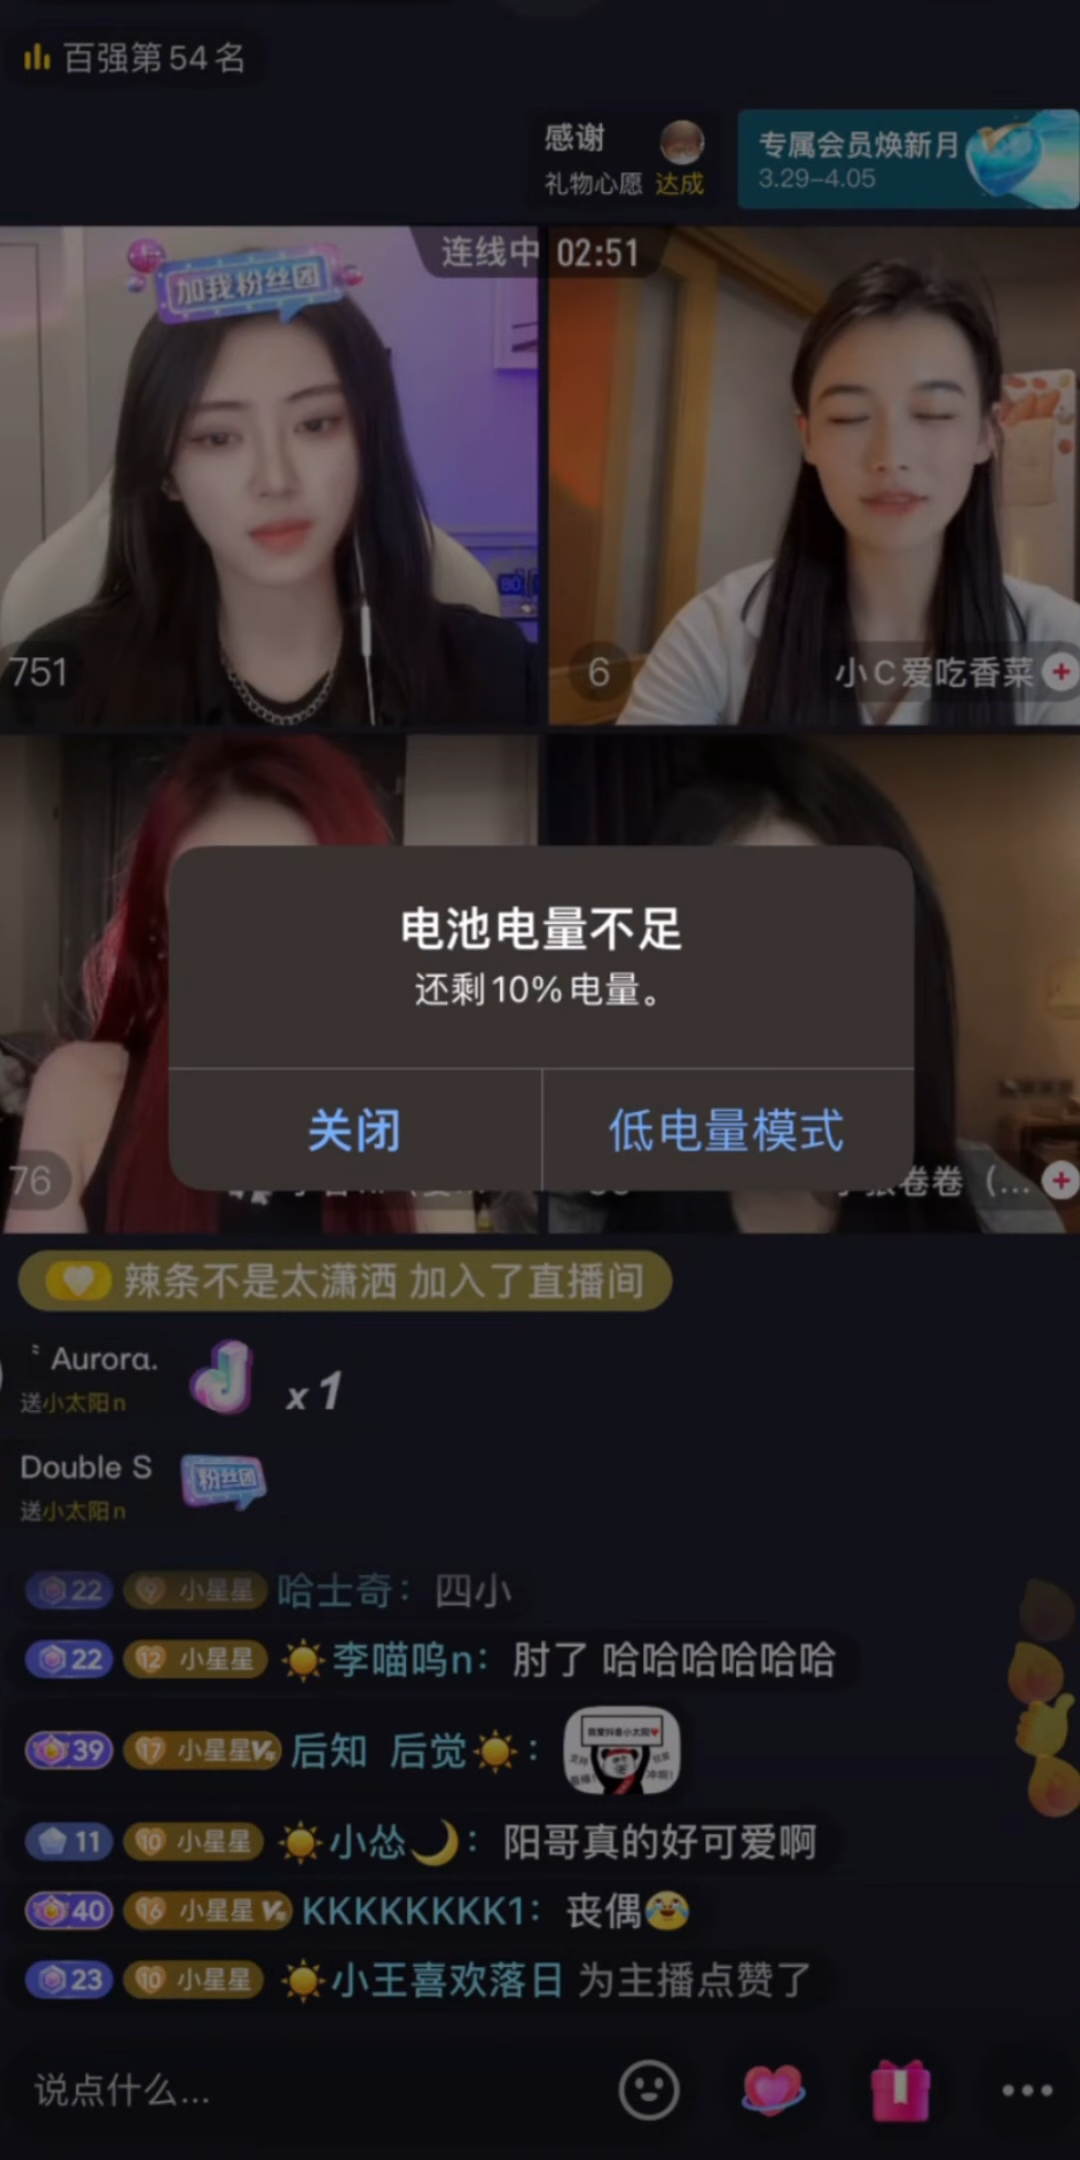 百强第54名
感谢
礼物心愿 达成
专属会员焕新月
3.29-4.05
加我粉丝团
连线中 02:51
751
6
小C爱吃香菜
电池电量不足
还剩10%电量。
关闭
低电量模式
76
卷卷（...
辣条不是太潇洒 加入了直播间
Aurora.
送小太阳n
x1
Double S
送小太阳n
粉丝团
22 9 小星星 哈士奇： 四小
22 12 小星星 ☀️李喵呜n： 肘了 哈哈哈哈哈哈
39 17 小星星 后知 后觉☀️：
我爱抖音小太阳❤️
11 10 小星星 ☀️小怂🌙： 阳哥真的好可爱啊
40 16 小星星 KKKKKKKK1： 丧偶😂
23 10 小星星 ☀️小王喜欢落日 为主播点赞了
说点什么...